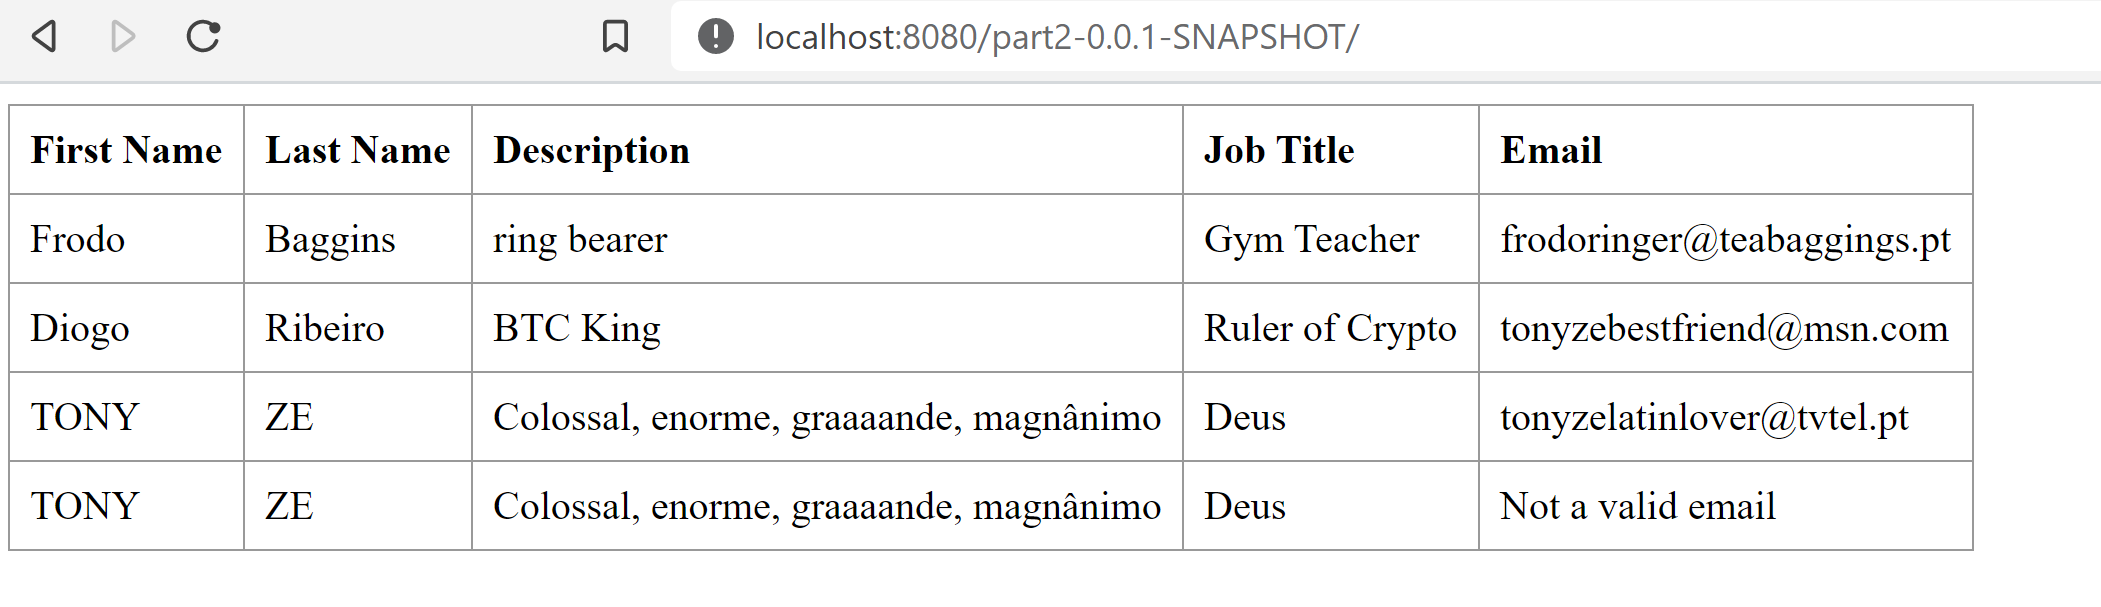 localhost:8080/part2-0.0.1-SNAPSHOT/
First Name Last Name Description Job Title Email
Frodo Baggins ring bearer Gym Teacher frodoringer@teabaggings.pt
Diogo Ribeiro BTC King Ruler of Crypto tonyzebestfriend@msn.com
TONY ZE Colossal, enorme, graaaande, magnânimo Deus tonyzelatinlover@tvtel.pt
TONY ZE Colossal, enorme, graaaande, magnânimo Deus Not a valid email